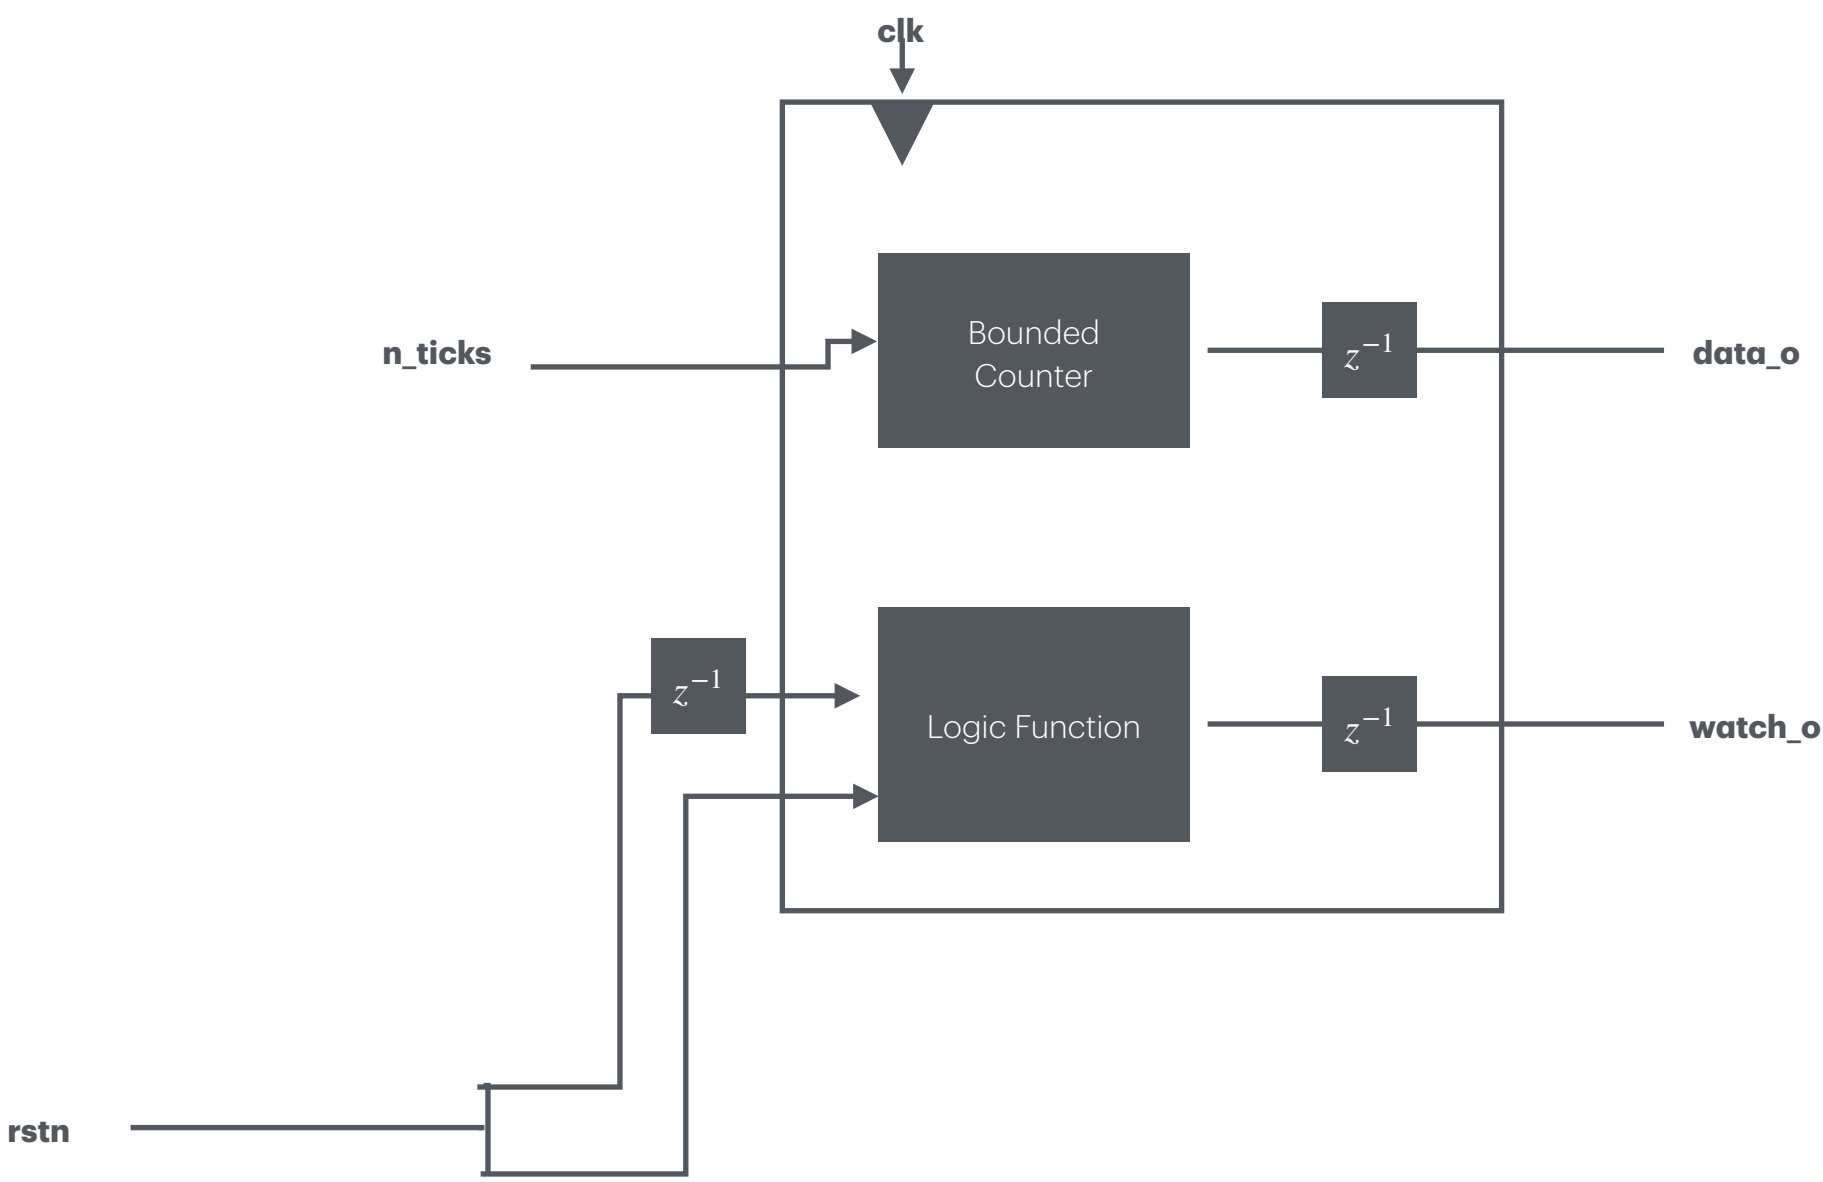 clk
Bounded
Counter
n_ticks
z⁻¹
data_o
z⁻¹
Logic Function
z⁻¹
watch_o
rstn